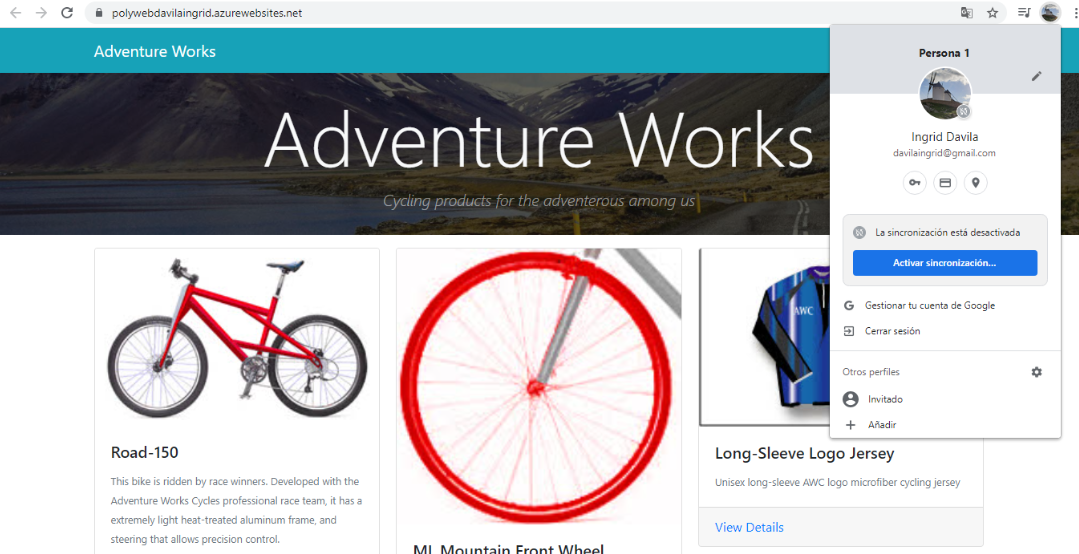 polywebdavilaingrid.azurewebsites.net
Adventure Works
Adventure Works
Cycling products for the adventerous among us
Persona 1
Ingrid Davila
davilaingrid@gmail.com
La sincronización está desactivada
Activar sincronización...
Gestionar tu cuenta de Google
Cerrar sesión
Otros perfiles
Invitado
Añadir
Road-150
This bike is ridden by race winners. Developed with the
Adventure Works Cycles professional race team, it has a
extremely light heat-treated aluminum frame, and
steering that allows precision control.
ML Mountain Front Wheel
AWC
Long-Sleeve Logo Jersey
Unisex long-sleeve AWC logo microfiber cycling jersey
View Details